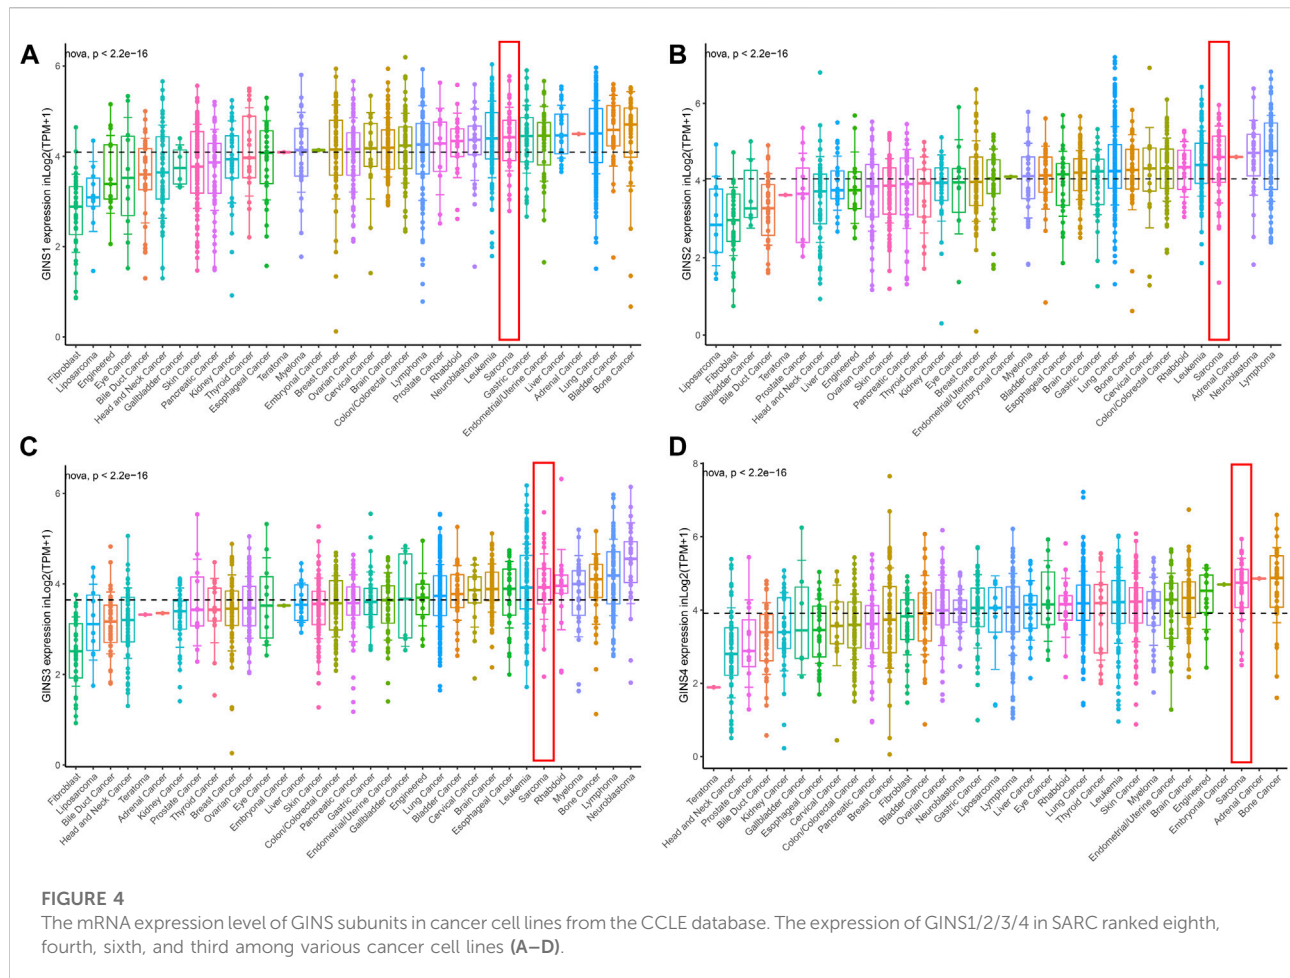 A
nova, p < 2.2e−16
GINS1 expression inLog2(TPM+1)
6
4
2
0
Fibroblast
Liposarcoma
Engineered
Eye Cancer
Bile Duct Cancer
Head and Neck Cancer
Gallbladder Cancer
Skin Cancer
Pancreatic Cancer
Kidney Cancer
Thyroid Cancer
Esophageal Cancer
Teratoma
Myeloma
Embryonal Cancer
Breast Cancer
Ovarian Cancer
Cervical Cancer
Brain Cancer
Colon/Colorectal Cancer
Lymphoma
Prostate Cancer
Rhabdoid
Neuroblastoma
Leukemia
Sarcoma
Gastric Cancer
Endometrial/Uterine Cancer
Liver Cancer
Adrenal Cancer
Lung Cancer
Bladder Cancer
Bone Cancer
B
nova, p < 2.2e−16
GINS2 expression inLog2(TPM+1)
6
4
2
0
Liposarcoma
Fibroblast
Gallbladder Cancer
Bile Duct Cancer
Teratoma
Prostate Cancer
Head and Neck Cancer
Liver Cancer
Engineered
Ovarian Cancer
Skin Cancer
Pancreatic Cancer
Thyroid Cancer
Kidney Cancer
Eye Cancer
Breast Cancer
Endometrial/Uterine Cancer
Embryonal Cancer
Myeloma
Bladder Cancer
Esophageal Cancer
Brain Cancer
Gastric Cancer
Lung Cancer
Bone Cancer
Cervical Cancer
Colon/Colorectal Cancer
Rhabdoid
Leukemia
Sarcoma
Adrenal Cancer
Neuroblastoma
Lymphoma
C
nova, p < 2.2e−16
GINS3 expression inLog2(TPM+1)
6
4
2
0
Fibroblast
Liposarcoma
Bile Duct Cancer
Head and Neck Cancer
Teratoma
Adrenal Cancer
Kidney Cancer
Prostate Cancer
Thyroid Cancer
Breast Cancer
Ovarian Cancer
Eye Cancer
Embryonal Cancer
Liver Cancer
Skin Cancer
Colon/Colorectal Cancer
Pancreatic Cancer
Gastric Cancer
Endometrial/Uterine Cancer
Gallbladder Cancer
Engineered
Lung Cancer
Bladder Cancer
Cervical Cancer
Brain Cancer
Esophageal Cancer
Leukemia
Sarcoma
Rhabdoid
Myeloma
Bone Cancer
Lymphoma
Neuroblastoma
D
nova, p < 2.2e−16
GINS4 expression inLog2(TPM+1)
8
6
4
2
0
Teratoma
Head and Neck Cancer
Prostate Cancer
Bile Duct Cancer
Kidney Cancer
Gallbladder Cancer
Esophageal Cancer
Cervical Cancer
Colon/Colorectal Cancer
Pancreatic Cancer
Breast Cancer
Fibroblast
Bladder Cancer
Ovarian Cancer
Neuroblastoma
Gastric Cancer
Liposarcoma
Lymphoma
Liver Cancer
Eye Cancer
Rhabdoid
Lung Cancer
Thyroid Cancer
Leukemia
Skin Cancer
Myeloma
Endometrial/Uterine Cancer
Brain Cancer
Engineered
Embryonal Cancer
Sarcoma
Adrenal Cancer
Bone Cancer
FIGURE 4
The mRNA expression level of GINS subunits in cancer cell lines from the CCLE database. The expression of GINS1/2/3/4 in SARC ranked eighth,
fourth, sixth, and third among various cancer cell lines (A–D).